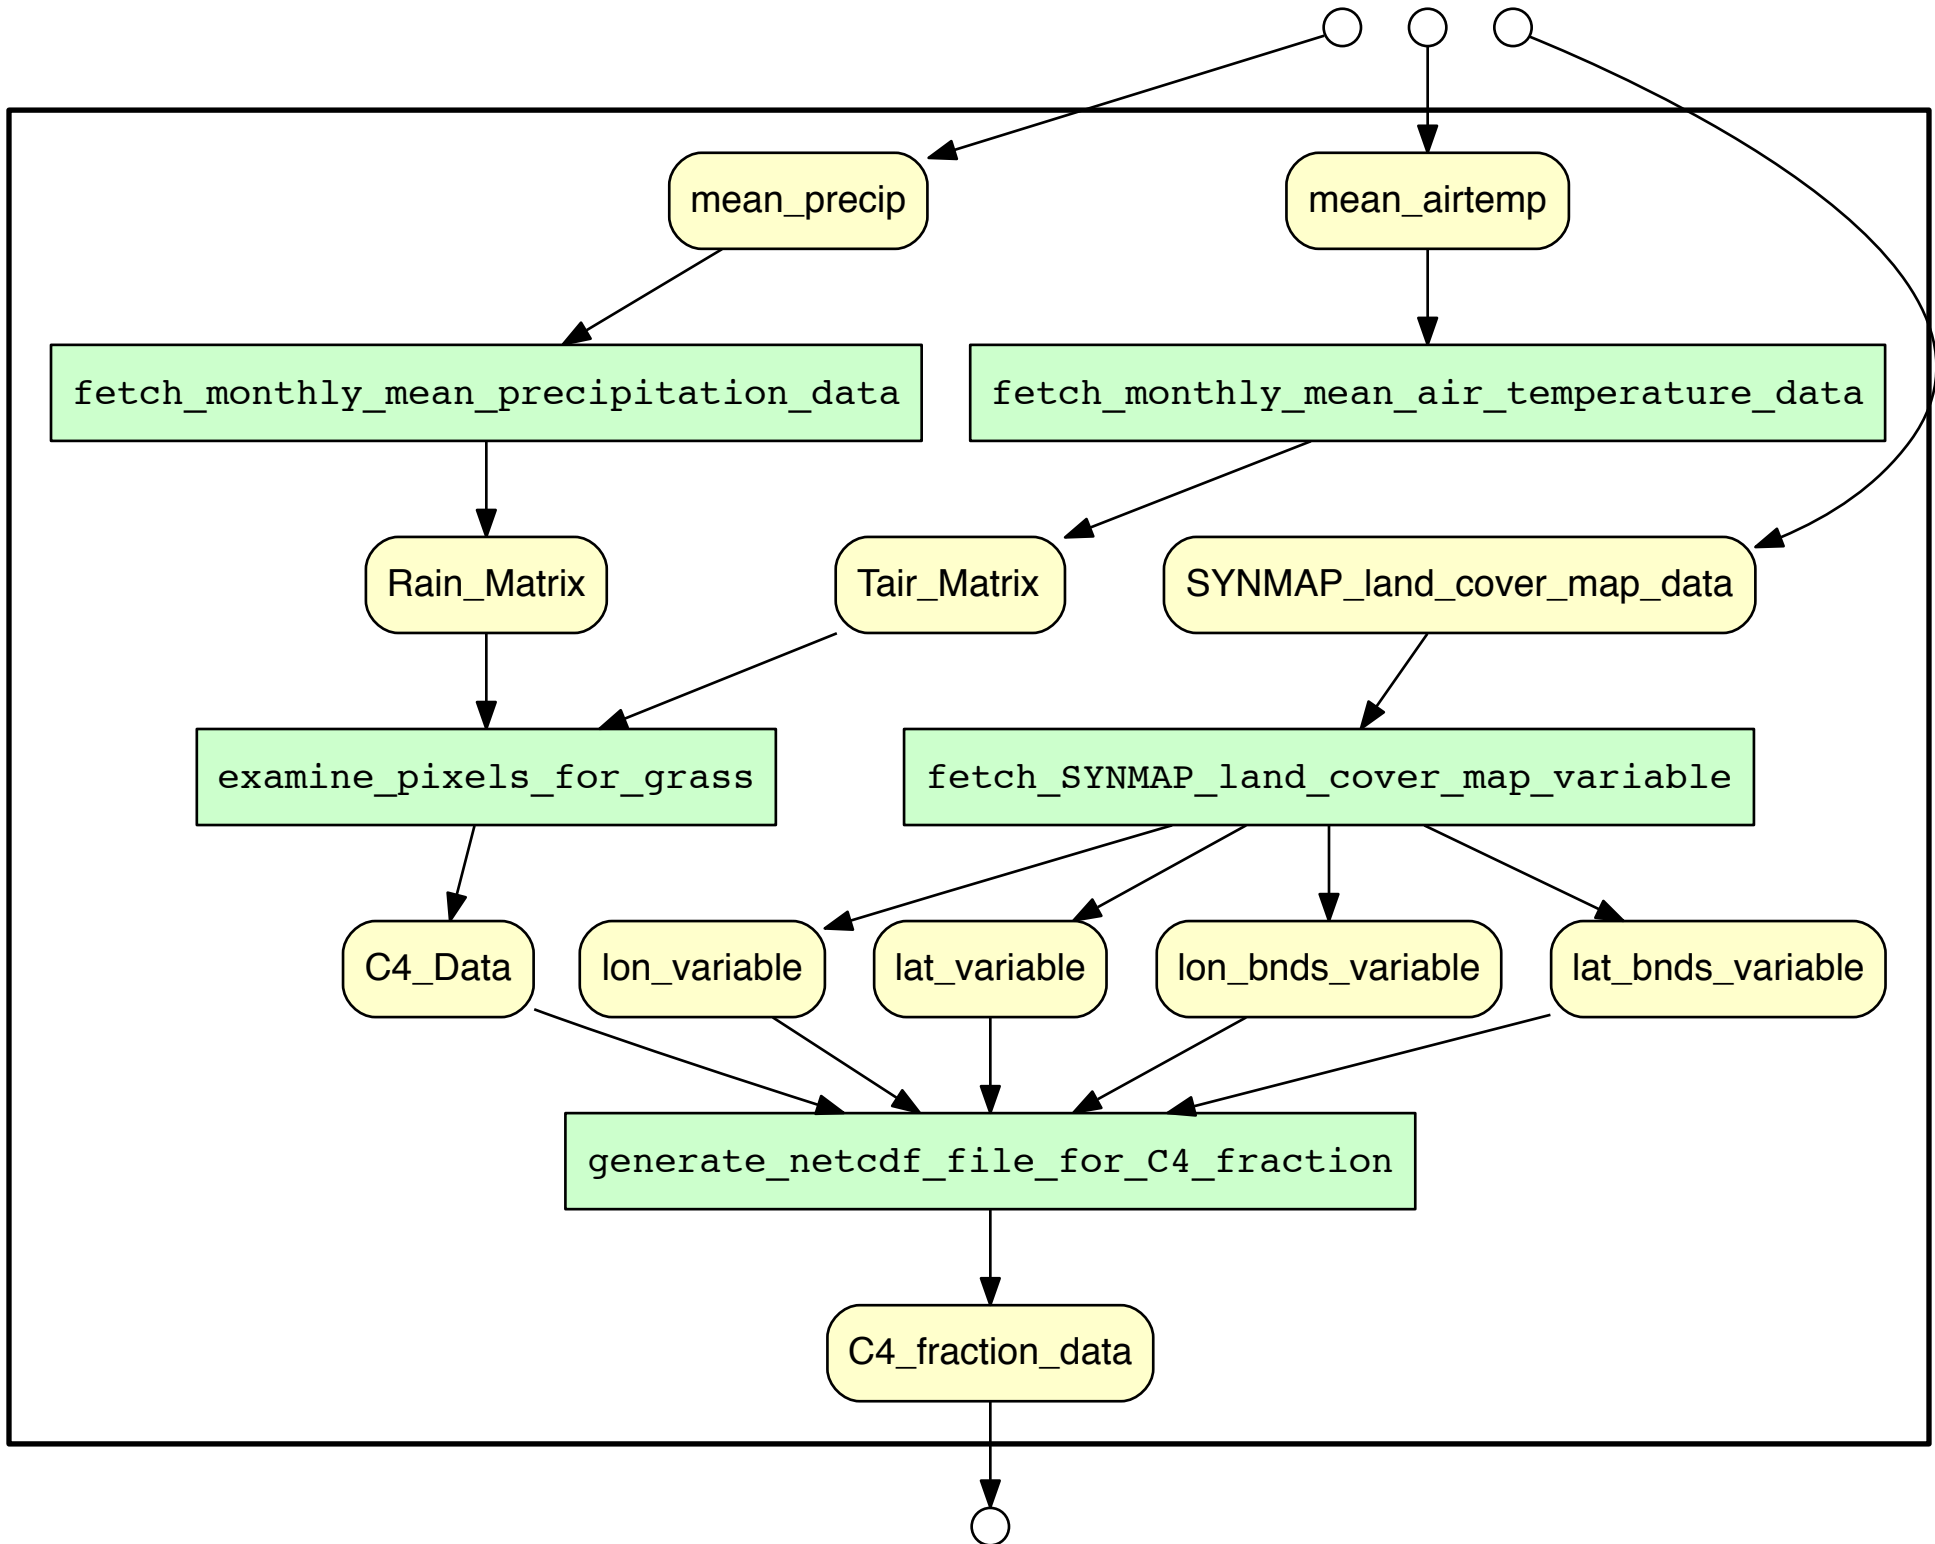 mean_precip
mean_airtemp
fetch_monthly_mean_precipitation_data
fetch_monthly_mean_air_temperature_data
Rain_Matrix
Tair_Matrix
SYNMAP_land_cover_map_data
examine_pixels_for_grass
fetch_SYNMAP_land_cover_map_variable
C4_Data
lon_variable
lat_variable
lon_bnds_variable
lat_bnds_variable
generate_netcdf_file_for_C4_fraction
C4_fraction_data